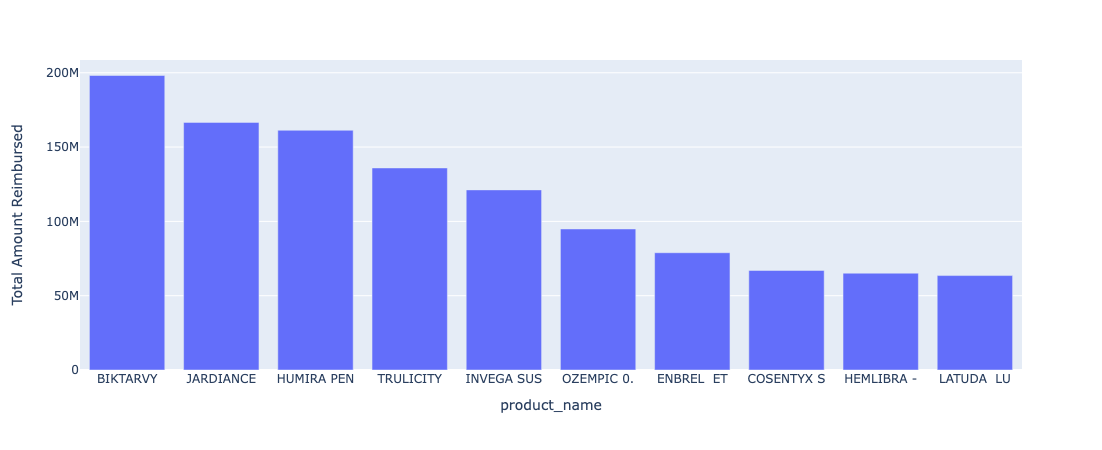 Total Amount Reimbursed
200M
150M
100M
50M
0
BIKTARVY JARDIANCE HUMIRA PEN TRULICITY INVEGA SUS OZEMPIC 0. ENBREL  ET COSENTYX S HEMLIBRA - LATUDA  LU
product_name